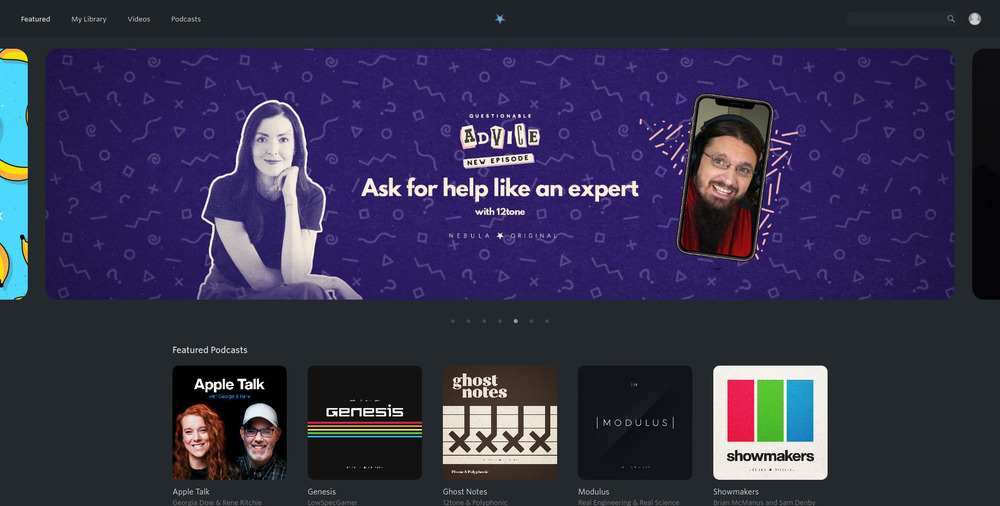 Featured
My Library
Videos
Podcasts
QUESTIONABLE
ADVICE
NEW EPISODE
Ask for help like an expert
with 12tone
NEBULA ORIGINAL
Featured Podcasts
Apple Talk
with Georgia & Rene
GENESIS
ghost
notes
12tone & Polyphonic
| MODULUS |
showmakers
Apple Talk
Genesis
Ghost Notes
Modulus
Showmakers
Georgia Dow & Rene Ritchie
LowSpecGamer
12tone & Polyphonic
Real Engineering & Real Science
Brian McManus and Sam Denby